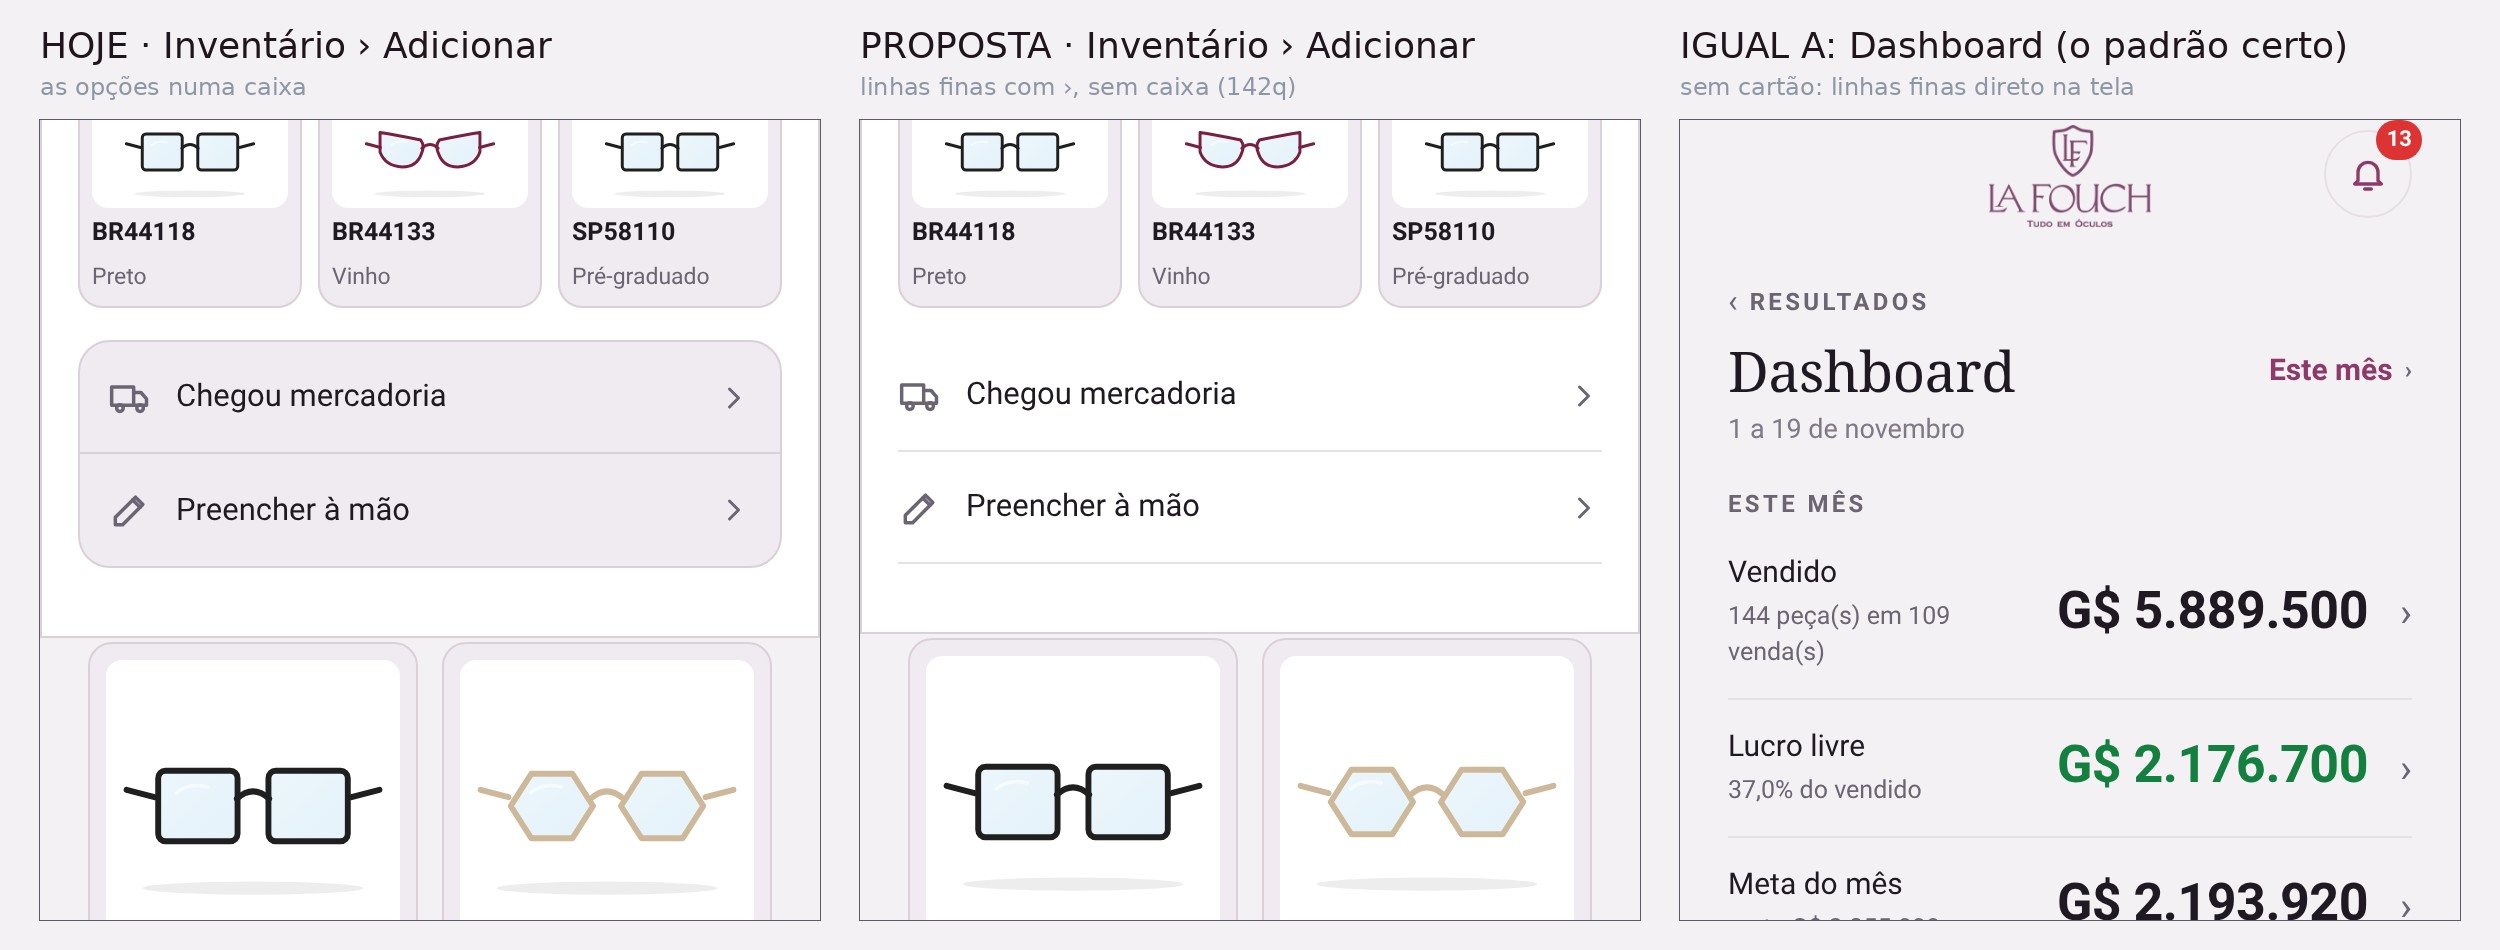 HOJE · Inventário › Adicionar
as opções numa caixa
BR44118
BR44133
SP58110
Preto
Vinho
Pré-graduado
Chegou mercadoria
Preencher à mão
PROPOSTA · Inventário › Adicionar
linhas finas com ›, sem caixa (142q)
BR44118
BR44133
SP58110
Preto
Vinho
Pré-graduado
Chegou mercadoria
Preencher à mão
IGUAL A: Dashboard (o padrão certo)
sem cartão: linhas finas direto na tela
LF
LA FOUCH
TUDO EM ÓCULOS
13
‹ RESULTADOS
Dashboard
Este mês ›
1 a 19 de novembro
ESTE MÊS
Vendido
144 peça(s) em 109
venda(s)
G$ 5.889.500 ›
Lucro livre
37,0% do vendido
G$ 2.176.700 ›
Meta do mês
G$ 2.193.920 ›